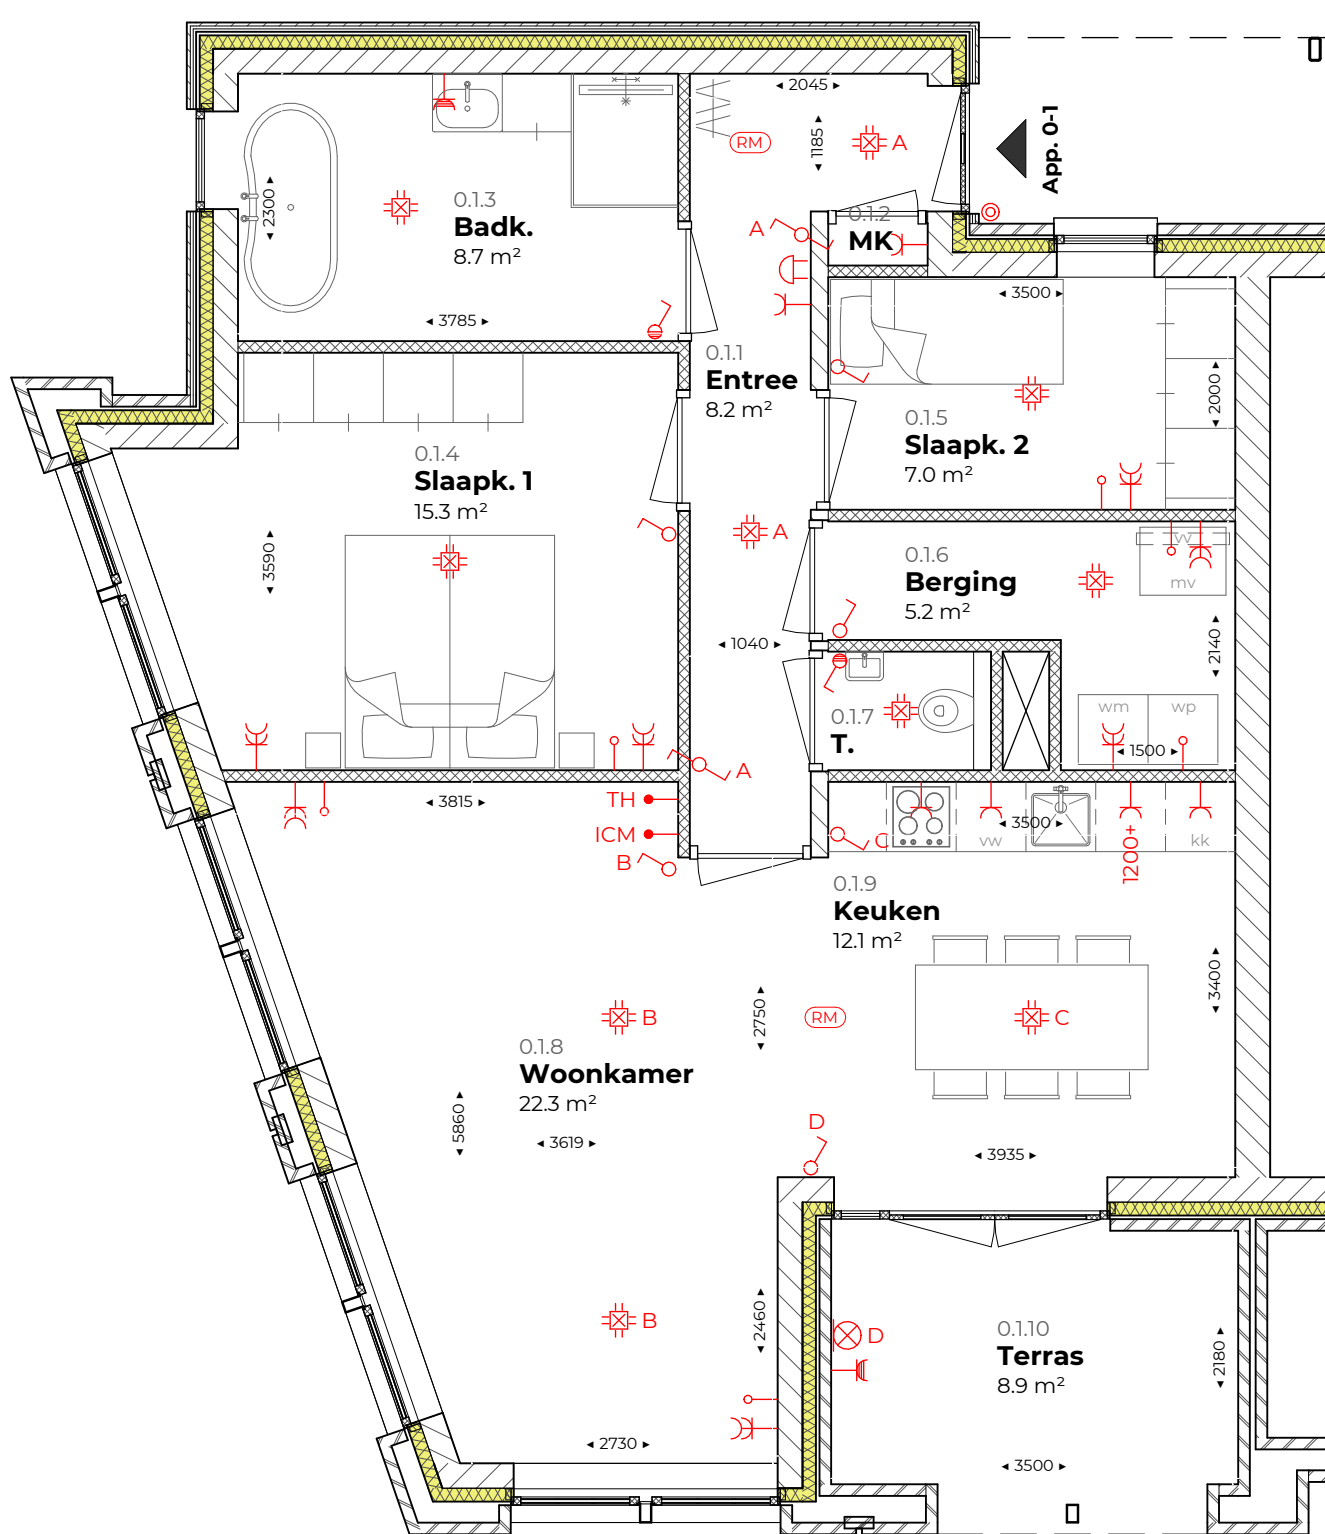 2045
App. 0-1
1185
RM
A
0.1.3
Badk.
8.7 m²
2300
0.1.2
MK
A
3785
3500
0.1.1
Entree
8.2 m²
2000
0.1.5
Slaapk. 2
7.0 m²
0.1.4
Slaapk. 1
15.3 m²
3590
A
0.1.6
Berging
5.2 m²
vv
mv
1040
2140
0.1.7
T.
wm
wp
1500
A
3815
TH
ICM
B
C
vw
3500
1200+
kk
0.1.9
Keuken
12.1 m²
3400
2750
RM
B
C
0.1.8
Woonkamer
22.3 m²
5860
3619
D
3935
2460
B
D
0.1.10
Terras
8.9 m²
2180
2730
3500